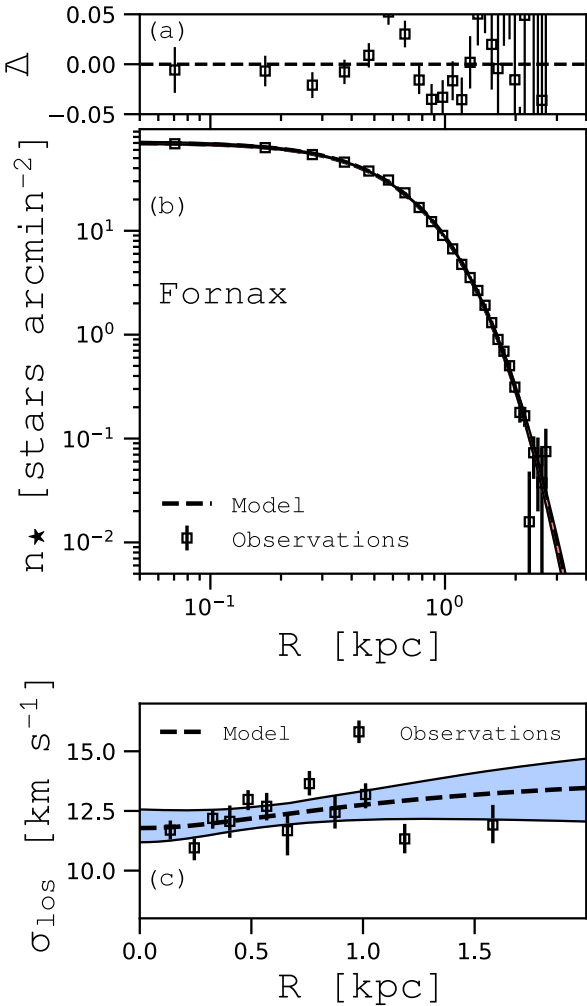 (a)
0.05
0.00
−0.05
Δ
(b)
Fornax
10¹
10⁰
10⁻¹
10⁻²
n★ [stars arcmin⁻²]
Model
Observations
10⁻¹
10⁰
R [kpc]
Model
Observations
15.0
12.5
10.0
σlos [km s⁻¹]
(c)
0.0
0.5
1.0
1.5
R [kpc]